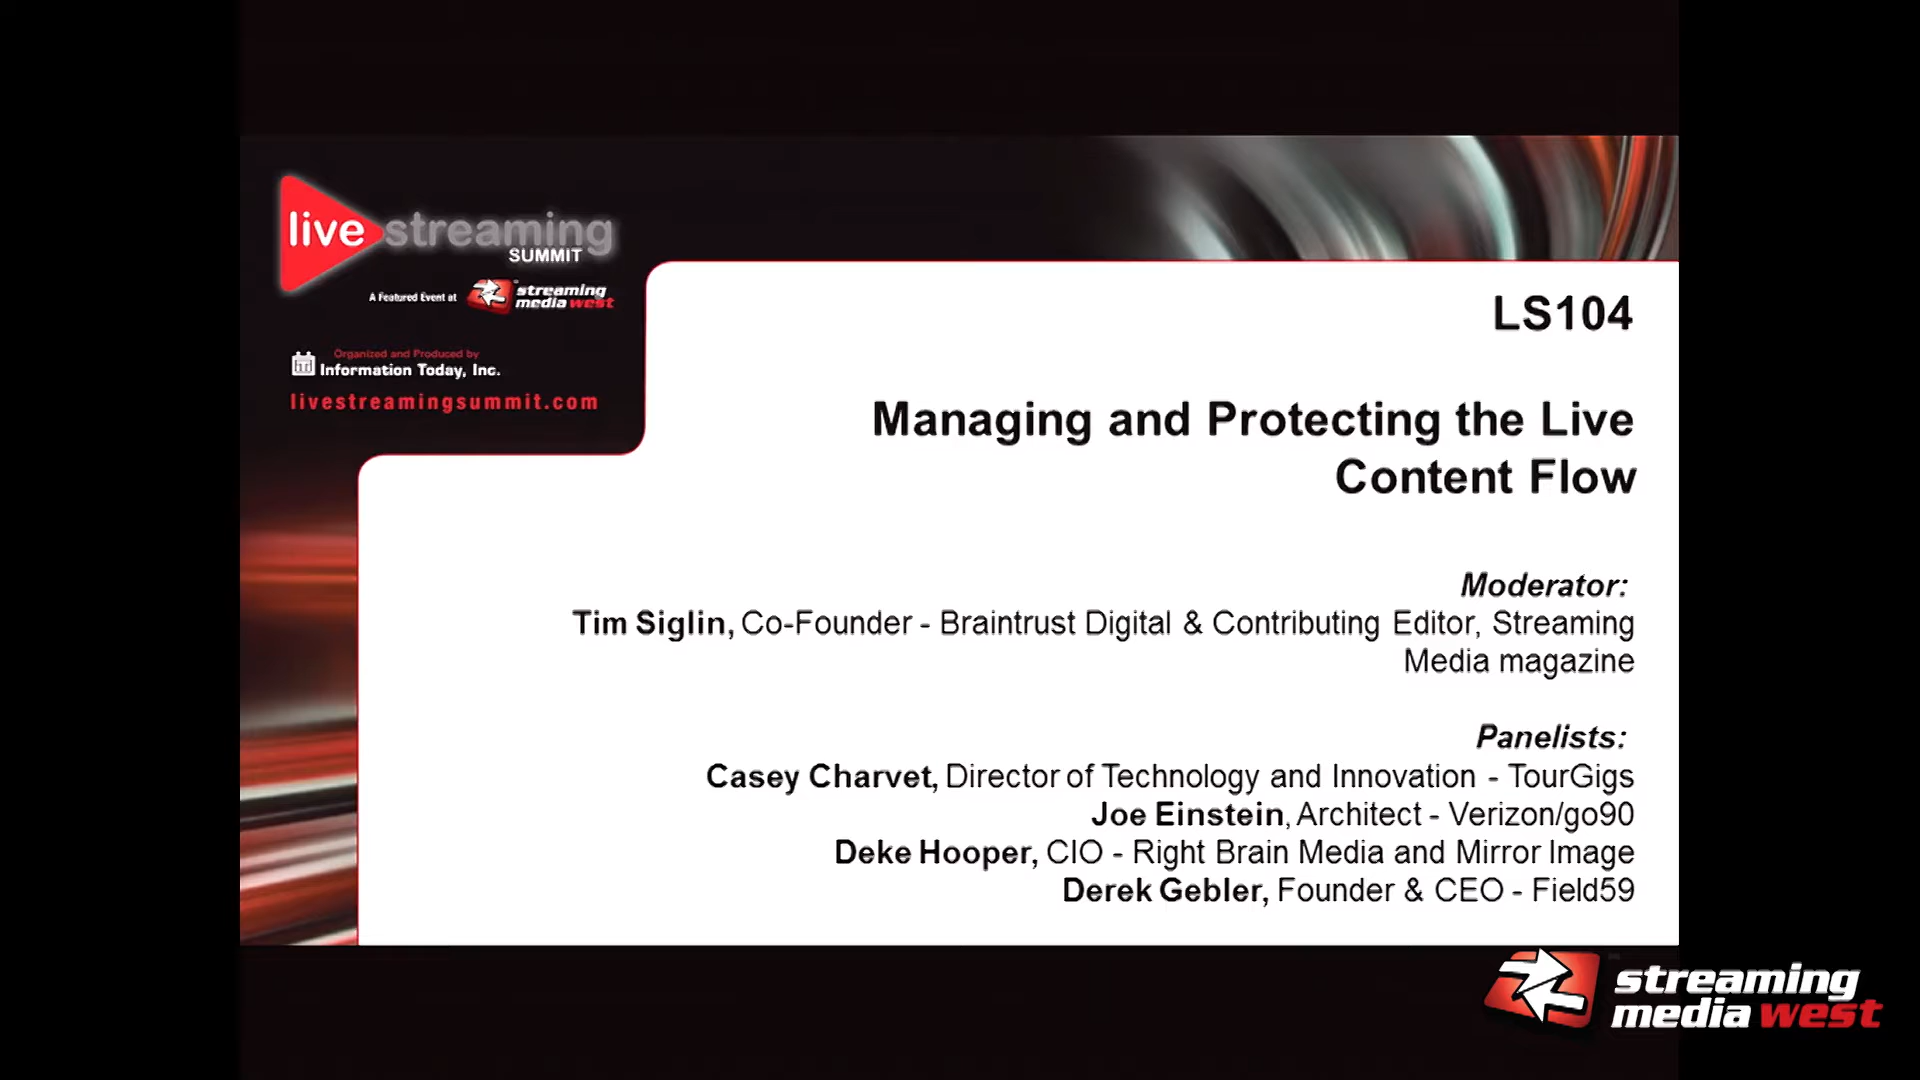 live streaming
SUMMIT
A Featured Event at streaming
media west
Organized and Produced by
iti Information Today, Inc.
livestreamingsummit.com
LS104
Managing and Protecting the Live
Content Flow
Moderator:
Tim Siglin, Co-Founder - Braintrust Digital & Contributing Editor, Streaming
Media magazine
Panelists:
Casey Charvet, Director of Technology and Innovation - TourGigs
Joe Einstein, Architect - Verizon/go90
Deke Hooper, CIO - Right Brain Media and Mirror Image
Derek Gebler, Founder & CEO - Field59
streaming
media west